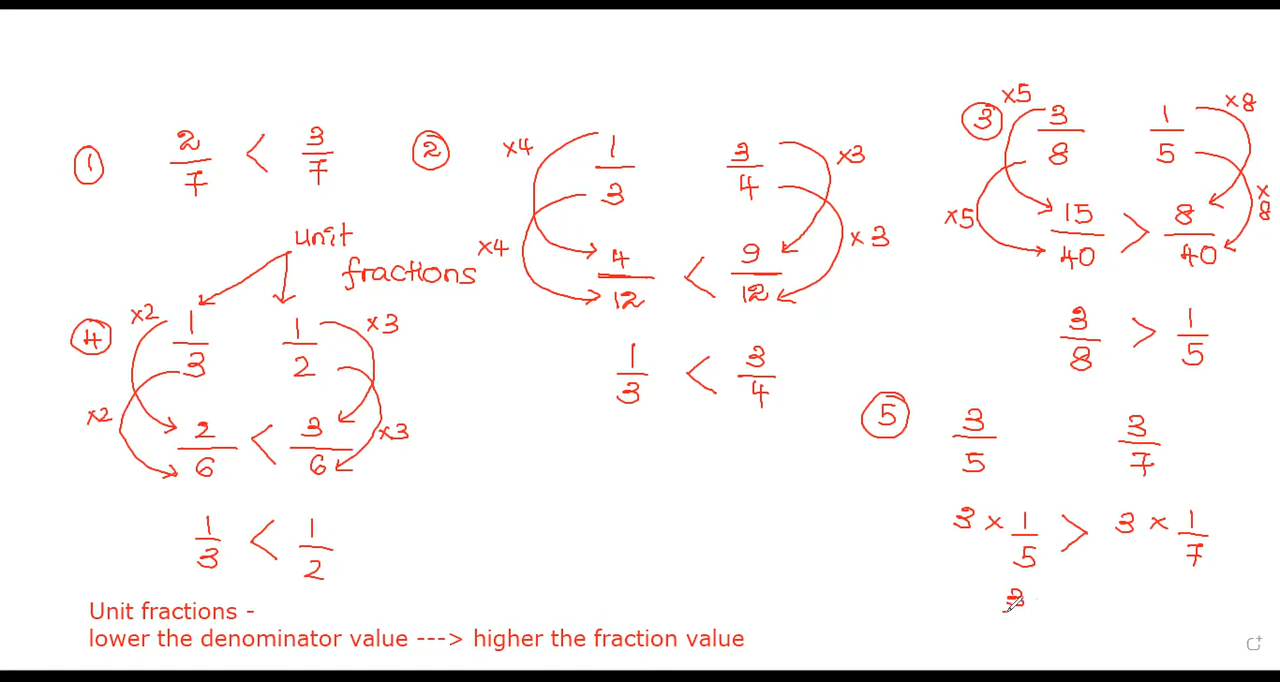 ① 2/7 < 3/7
② 1/3 3/4
×4 ×3
×4 ×3
4/12 < 9/12
1/3 < 3/4
③ 3/8 1/5
×5 ×8
×5 ×8
15/40 > 8/40
3/8 > 1/5
unit
fractions
④ 1/3 1/2
×2 ×3
×2 ×3
2/6 < 3/6
1/3 < 1/2
⑤ 3/5 3/7
3 × 1/5 > 3 × 1/7
3
Unit fractions -
lower the denominator value ---> higher the fraction value